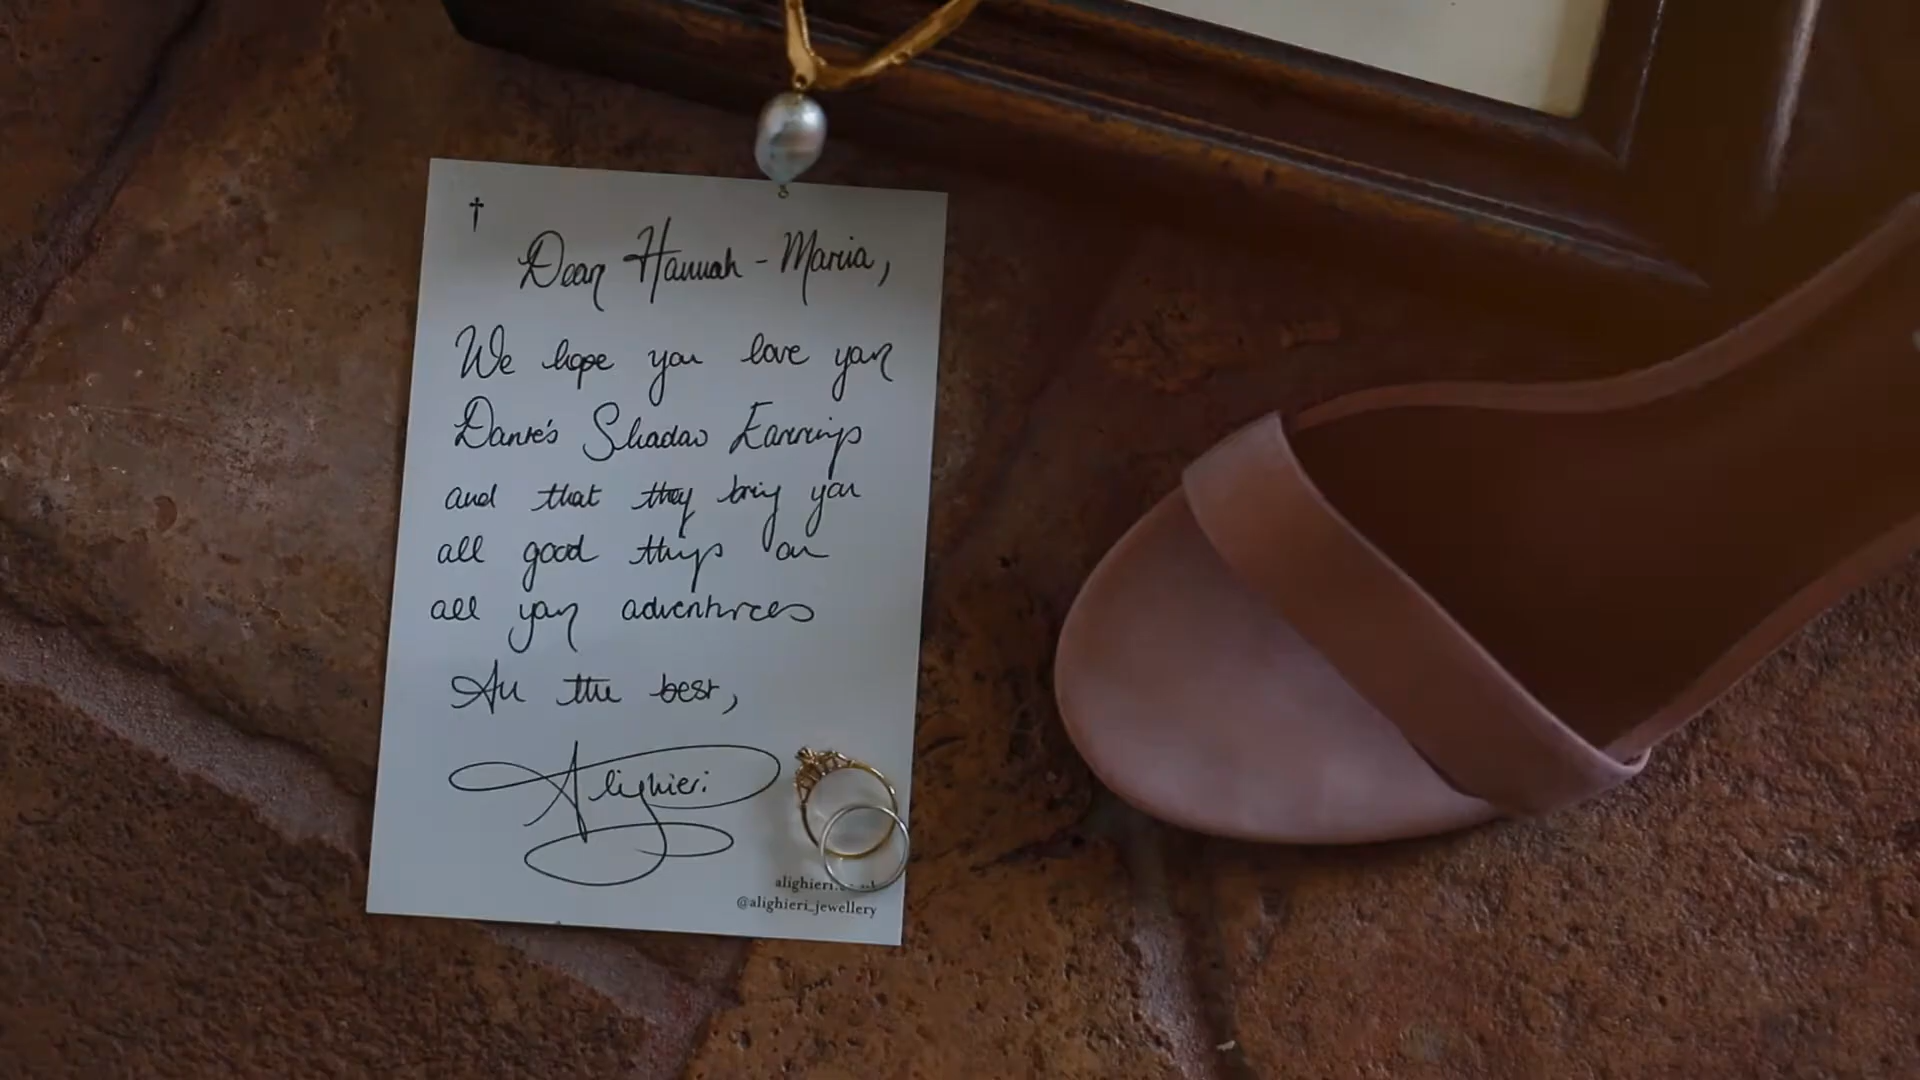 Dear Hannah-Maria,
We hope you love your
Dante's Shadow Earrings
and that they bring you
all good things on
all your adventures
All the best,
Alighieri
@alighieri_jewellery